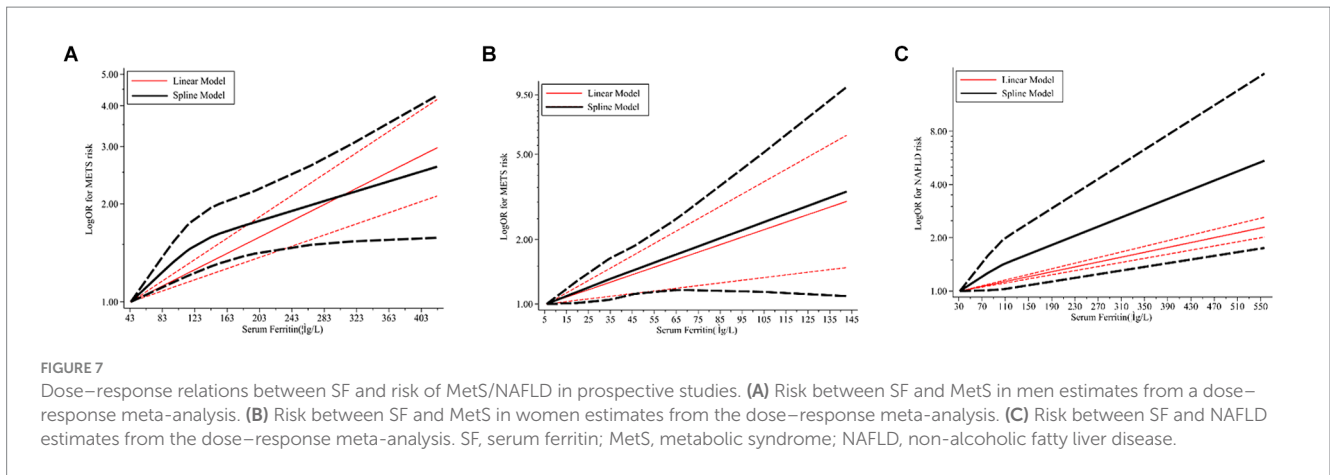 A
B
C
5.00
4.00
3.00
2.00
1.00
LogOR for METS risk
Linear Model
Spline Model
43 83 123 163 203 243 283 323 363 403
Serum Ferritin(¦Ìg/L)
9.50
5.00
2.00
1.00
LogOR for METS risk
Linear Model
Spline Model
5 15 25 35 45 55 65 75 85 95 105 115 125 135 145
Serum Ferritin( Ìg/L)
8.00
4.00
2.00
1.00
LogOR for NAFLD risk
Linear Model
Spline Model
30 70 110 150 190 230 270 310 350 390 430 470 510 550
Serum Ferritin( Ìg/L)
FIGURE 7
Dose–response relations between SF and risk of MetS/NAFLD in prospective studies. (A) Risk between SF and MetS in men estimates from a dose–
response meta-analysis. (B) Risk between SF and MetS in women estimates from the dose–response meta-analysis. (C) Risk between SF and NAFLD
estimates from the dose–response meta-analysis. SF, serum ferritin; MetS, metabolic syndrome; NAFLD, non-alcoholic fatty liver disease.